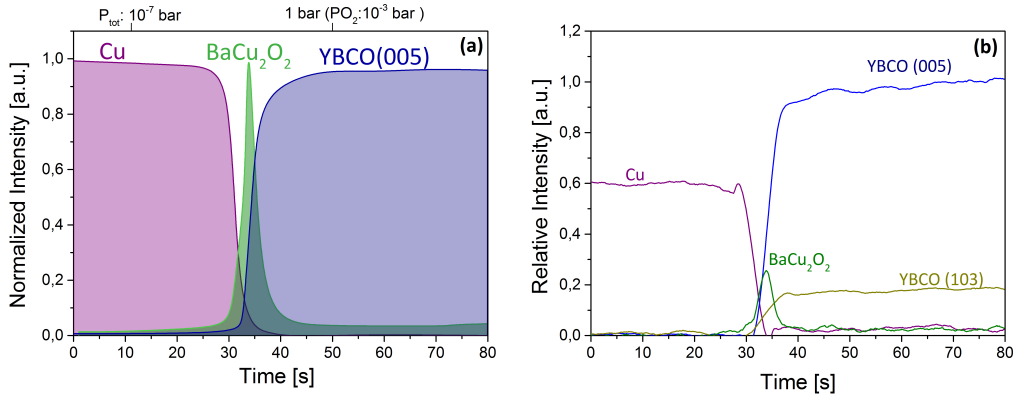 P_tot: 10^-7 bar
1 bar (PO_2:10^-3 bar )
(a)
Cu
BaCu_2O_2
YBCO(005)
Normalized Intensity [a.u.]
1,0
0,8
0,6
0,4
0,2
0,0
0 10 20 30 40 50 60 70 80
Time [s]
(b)
YBCO (005)
Cu
BaCu_2O_2
YBCO (103)
Relative Intensity [a.u.]
1,2
1,0
0,8
0,6
0,4
0,2
0,0
0 10 20 30 40 50 60 70 80
Time [s]